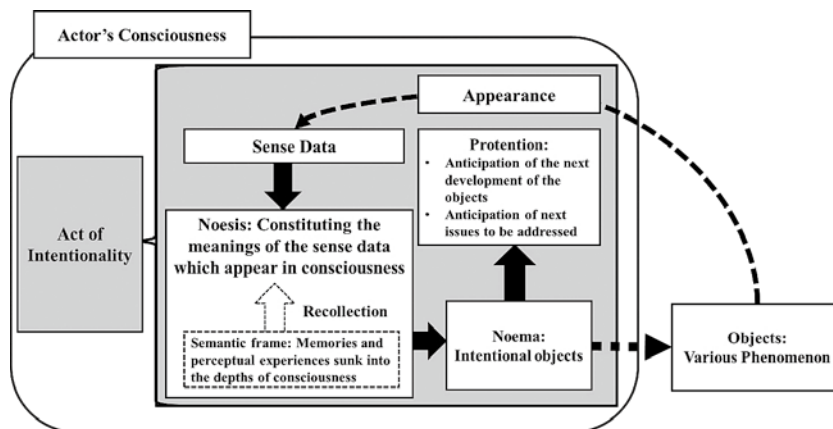 Actor's Consciousness
Appearance
Sense Data
Protention:
• Anticipation of the next
development of the
objects
• Anticipation of next
issues to be addressed
Act of
Intentionality
Noesis: Constituting the
meanings of the sense data
which appear in consciousness
Recollection
Semantic frame: Memories and
perceptual experiences sunk into
the depths of consciousness
Noema:
Intentional objects
Objects:
Various Phenomenon